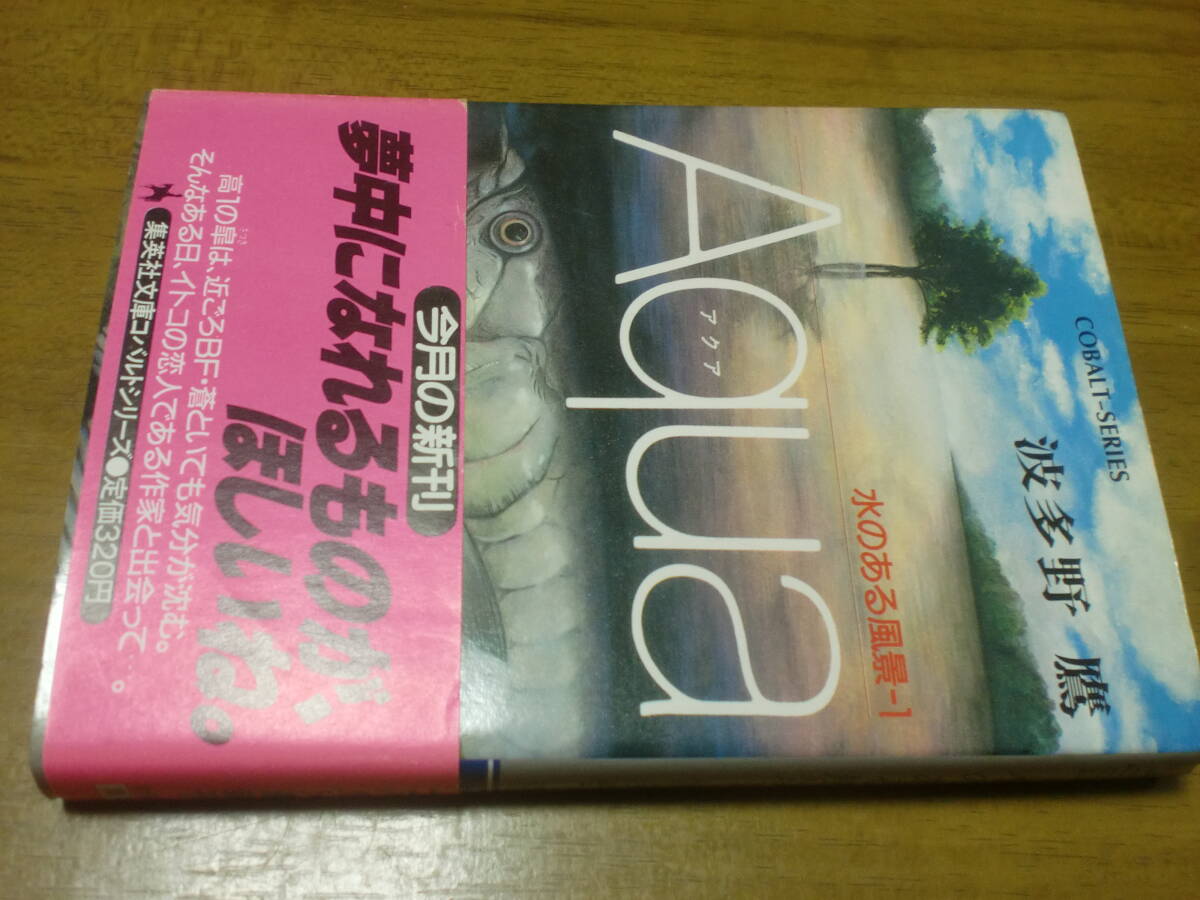 COBALT-SERIES
波多野 鷹
水のある風景-1
Aqua
アクア
今月の新刊
夢中になれるものが、
ほしいね。
高1の皐は、近ごろBF・蒼といても気分が沈む。
そんなある日、イトコの恋人である作家と出会って…。
集英社文庫コバルトシリーズ●定価320円